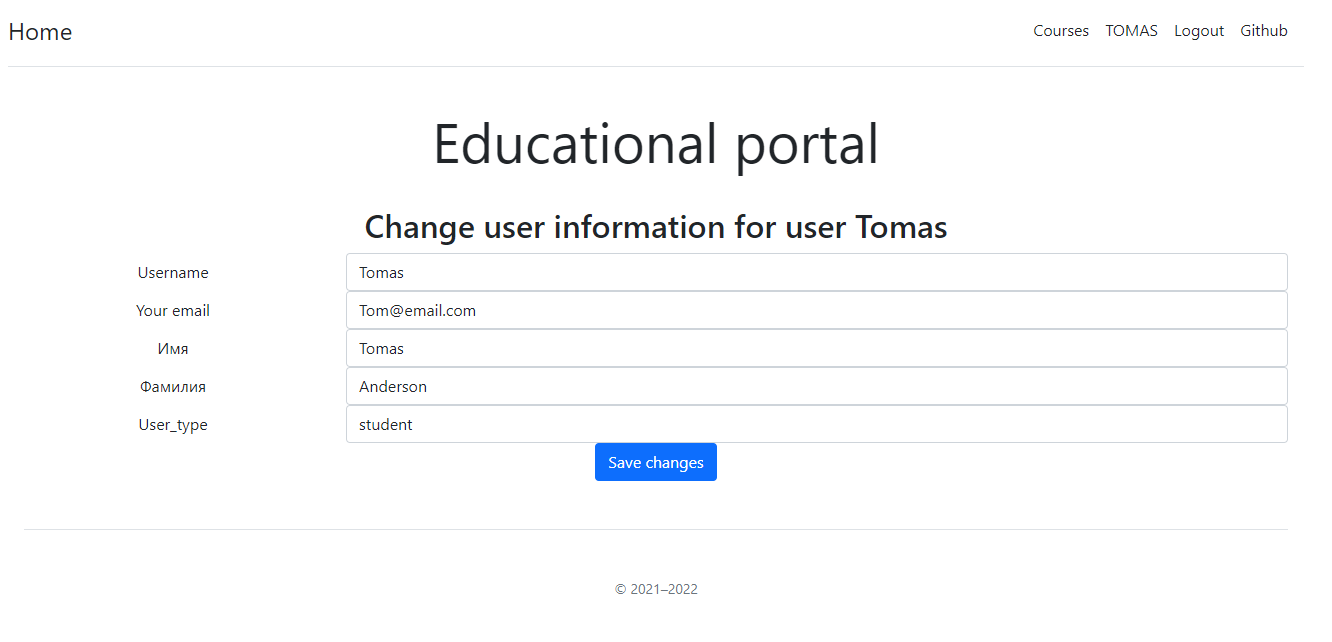 Home Courses TOMAS Logout Github
Educational portal
Change user information for user Tomas
Username Tomas
Your email Tom@email.com
Имя Tomas
Фамилия Anderson
User_type student
Save changes
© 2021–2022